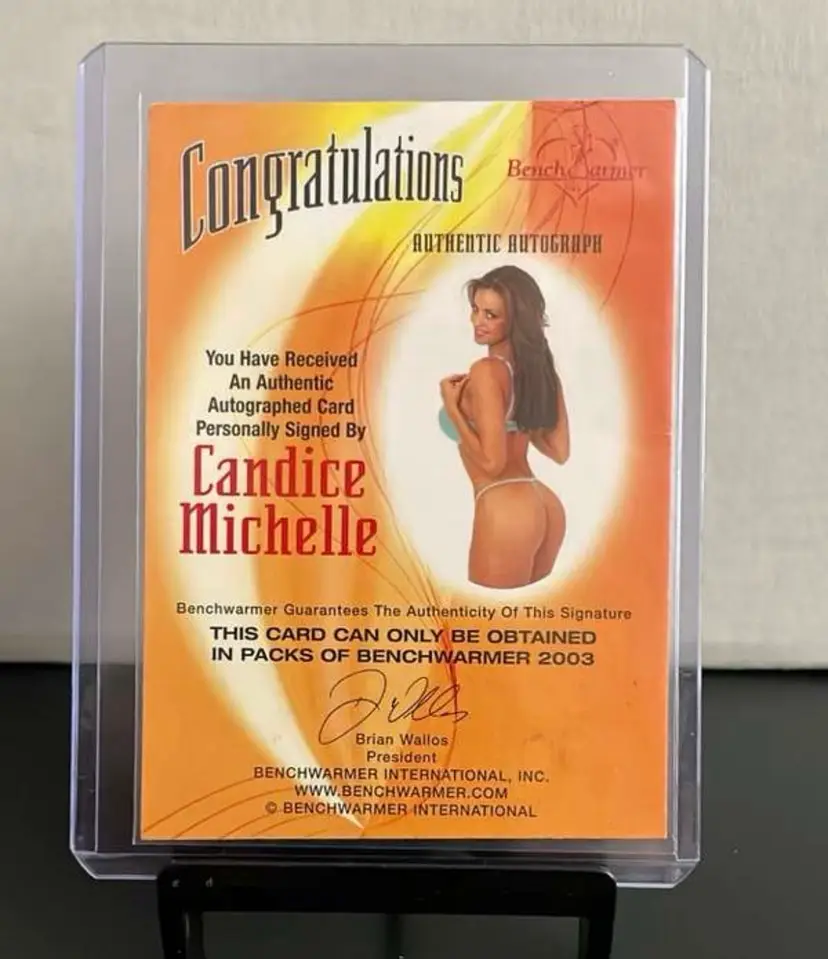 Congratulations
BenchWarmer
AUTHENTIC AUTOGRAPH
You Have Received
An Authentic
Autographed Card
Personally Signed By
Candice
Michelle
Benchwarmer Guarantees The Authenticity Of This Signature
THIS CARD CAN ONLY BE OBTAINED
IN PACKS OF BENCHWARMER 2003
Brian Wallos
President
BENCHWARMER INTERNATIONAL, INC.
WWW.BENCHWARMER.COM
© BENCHWARMER INTERNATIONAL